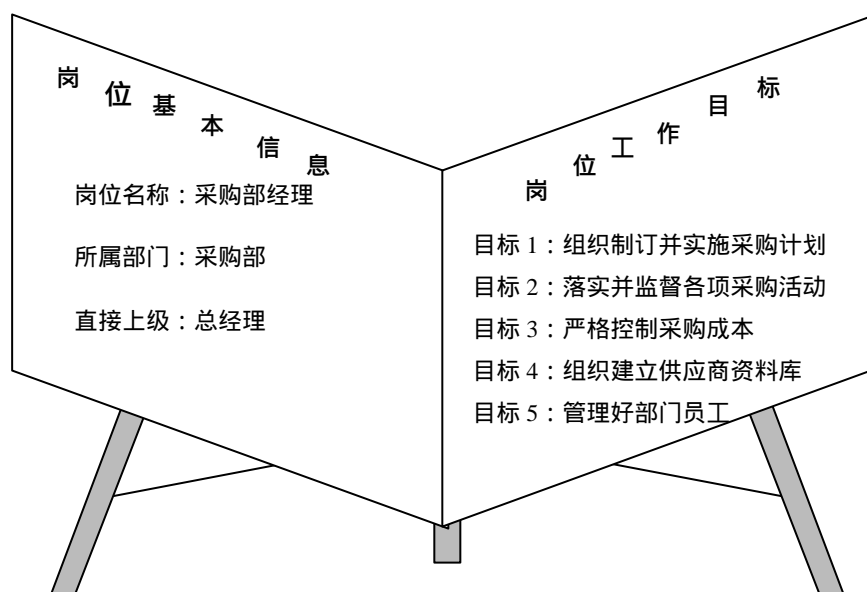 岗位基本信息
岗位名称：采购部经理
所属部门：采购部
直接上级：总经理
岗位工作目标
目标 1：组织制订并实施采购计划
目标 2：落实并监督各项采购活动
目标 3：严格控制采购成本
目标 4：组织建立供应商资料库
目标 5：管理好部门员工